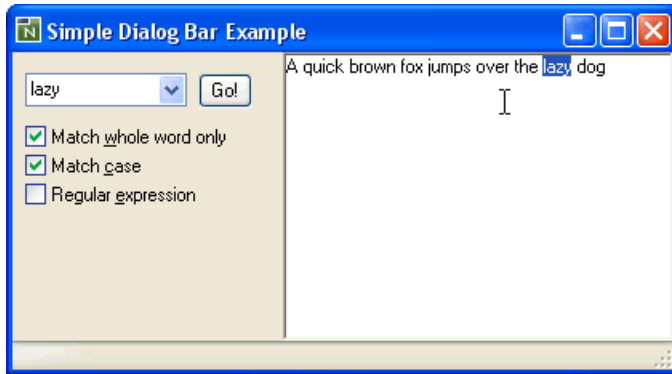 Simple Dialog Bar Example
lazy
Go!
Match whole word only
Match case
Regular expression
A quick brown fox jumps over the lazy dog